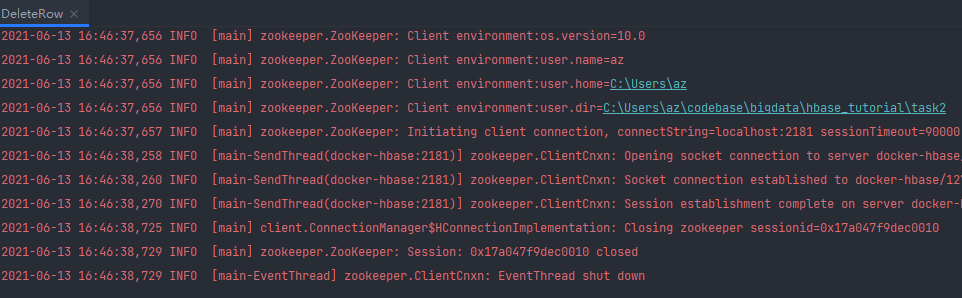 DeleteRow
2021-06-13 16:46:37,656 INFO  [main] zookeeper.ZooKeeper: Client environment:os.version=10.0
2021-06-13 16:46:37,656 INFO  [main] zookeeper.ZooKeeper: Client environment:user.name=az
2021-06-13 16:46:37,656 INFO  [main] zookeeper.ZooKeeper: Client environment:user.home=C:\Users\az
2021-06-13 16:46:37,656 INFO  [main] zookeeper.ZooKeeper: Client environment:user.dir=C:\Users\az\codebase\bigdata\hbase_tutorial\task2
2021-06-13 16:46:37,657 INFO  [main] zookeeper.ZooKeeper: Initiating client connection, connectString=localhost:2181 sessionTimeout=90000
2021-06-13 16:46:38,258 INFO  [main-SendThread(docker-hbase:2181)] zookeeper.ClientCnxn: Opening socket connection to server docker-hbase/
2021-06-13 16:46:38,260 INFO  [main-SendThread(docker-hbase:2181)] zookeeper.ClientCnxn: Socket connection established to docker-hbase/127
2021-06-13 16:46:38,270 INFO  [main-SendThread(docker-hbase:2181)] zookeeper.ClientCnxn: Session establishment complete on server docker-h
2021-06-13 16:46:38,725 INFO  [main] client.ConnectionManager$HConnectionImplementation: Closing zookeeper sessionid=0x17a047f9dec0010
2021-06-13 16:46:38,729 INFO  [main] zookeeper.ZooKeeper: Session: 0x17a047f9dec0010 closed
2021-06-13 16:46:38,729 INFO  [main-EventThread] zookeeper.ClientCnxn: EventThread shut down